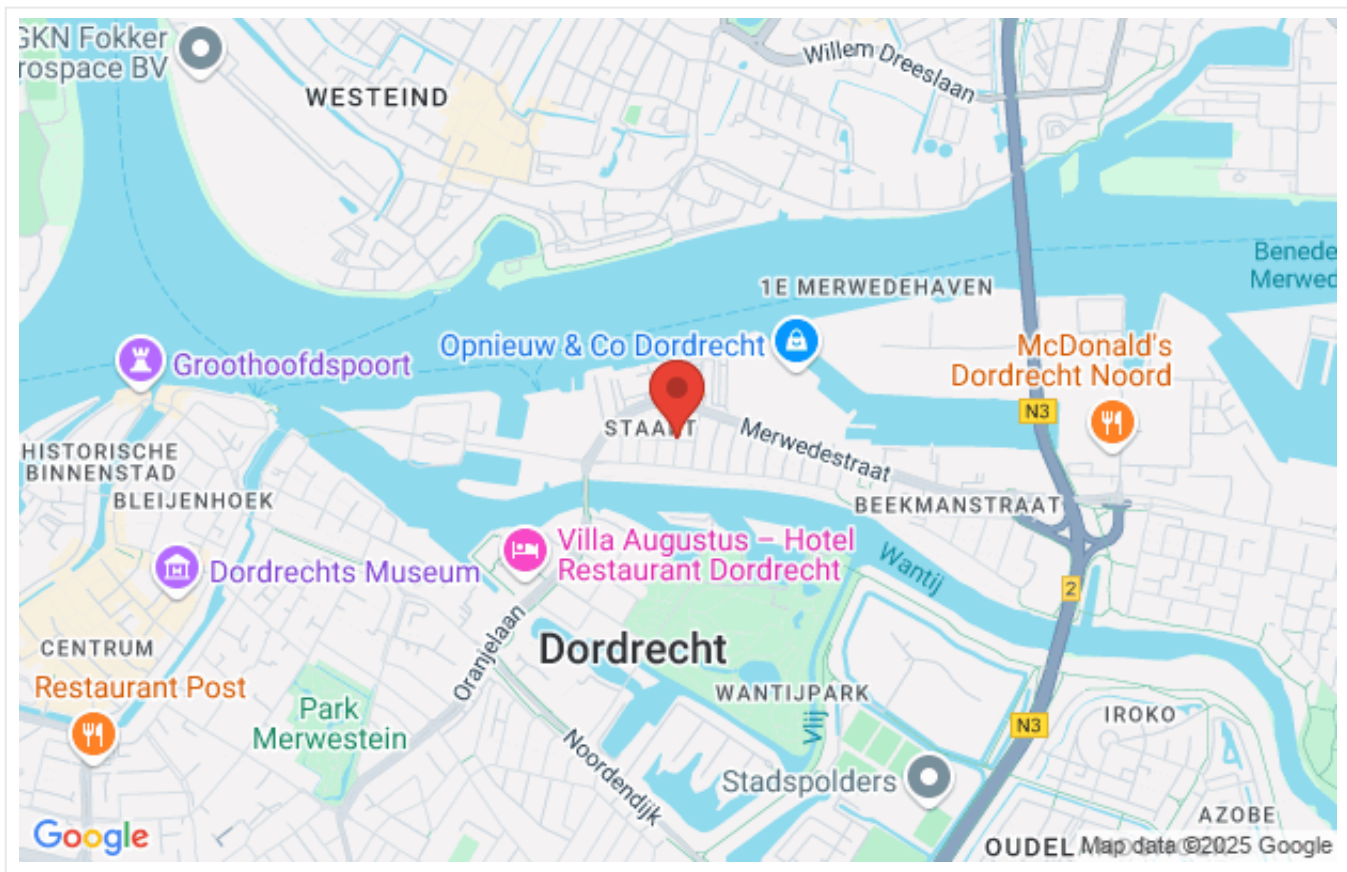 GKN Fokker
rospace BV
WESTEIND
Willem Dreeslaan
Benede
Merwed
1E MERWEDEHAVEN
Opnieuw & Co Dordrecht
McDonald's
Dordrecht Noord
Groothoofdspoort
N3
STAART
Merwedestraat
HISTORISCHE
BINNENSTAD
BLEIJENHOEK
BEEKMANSTRAAT
Villa Augustus – Hotel
Restaurant Dordrecht
Wantij
Dordrechts Museum
2
CENTRUM
Oranjelaan
Dordrecht
Restaurant Post
WANTIJPARK
Park
Merwestein
Vlij
IROKO
N3
Noordendijk
Stadspolders
AZOBE
Google
OUDEL
Map data ©2025 Google